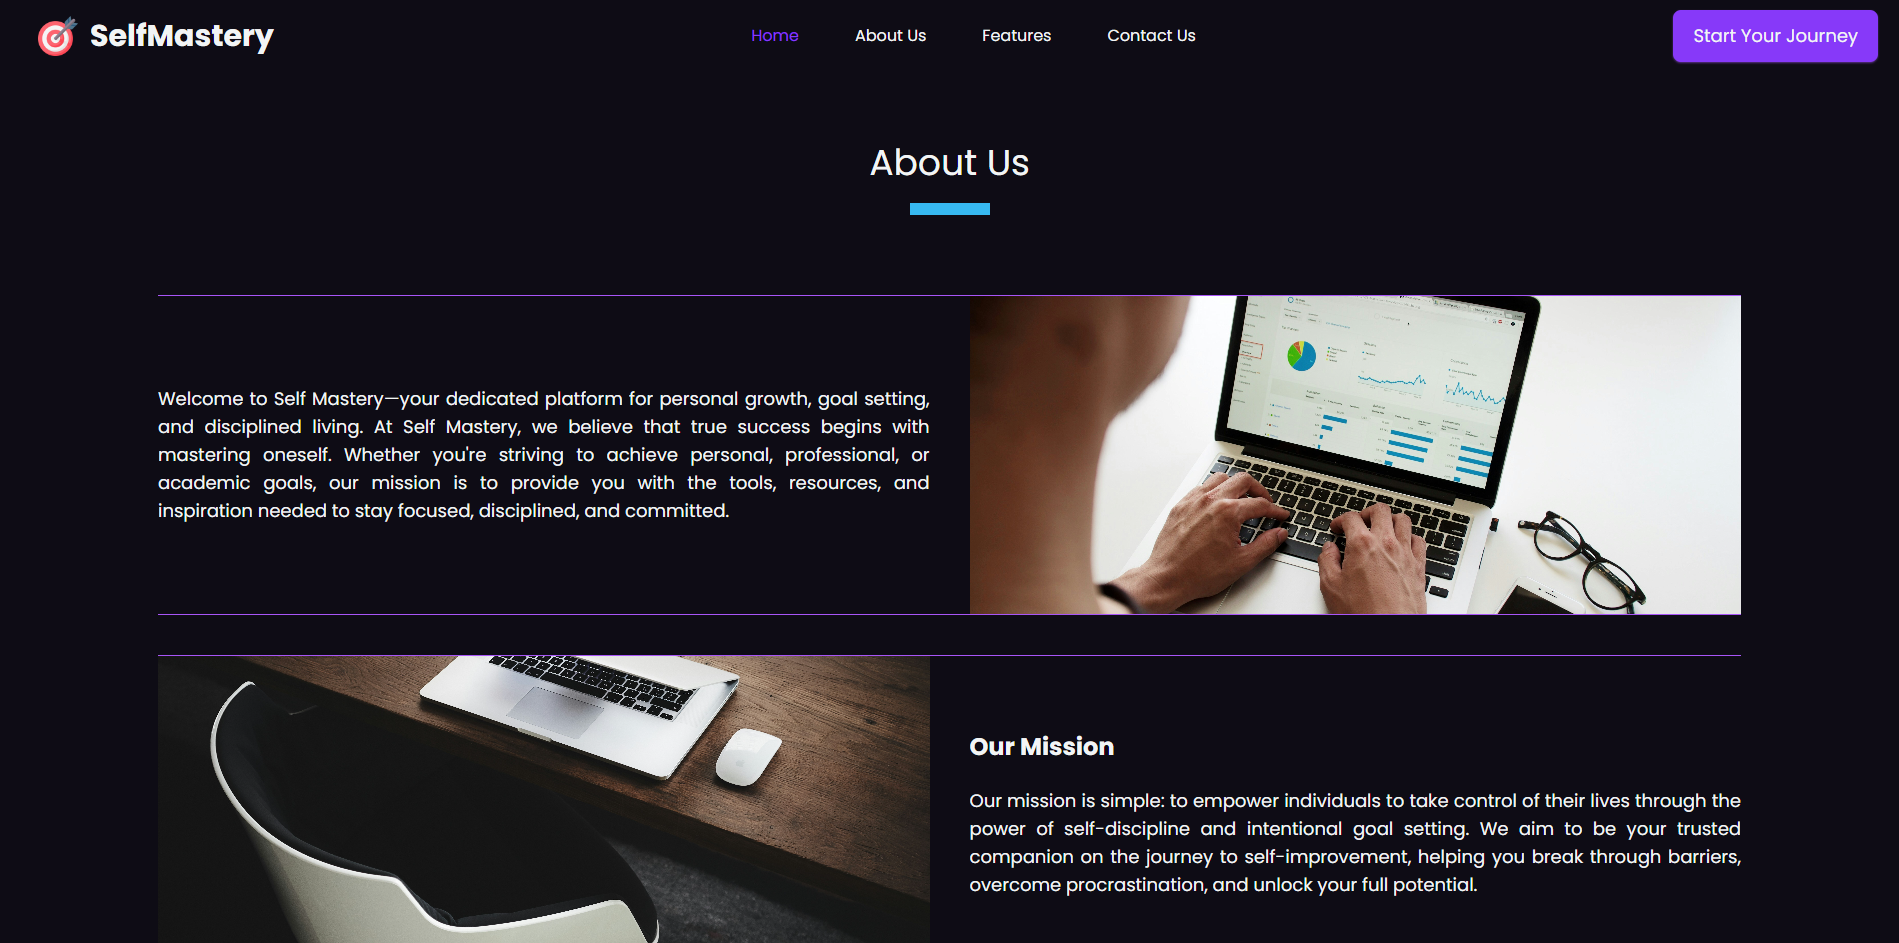 SelfMastery
Home
About Us
Features
Contact Us
Start Your Journey
About Us
Welcome to Self Mastery—your dedicated platform for personal growth, goal setting,
and disciplined living. At Self Mastery, we believe that true success begins with
mastering oneself. Whether you're striving to achieve personal, professional, or
academic goals, our mission is to provide you with the tools, resources, and
inspiration needed to stay focused, disciplined, and committed.
Our Mission
Our mission is simple: to empower individuals to take control of their lives through the
power of self-discipline and intentional goal setting. We aim to be your trusted
companion on the journey to self-improvement, helping you break through barriers,
overcome procrastination, and unlock your full potential.